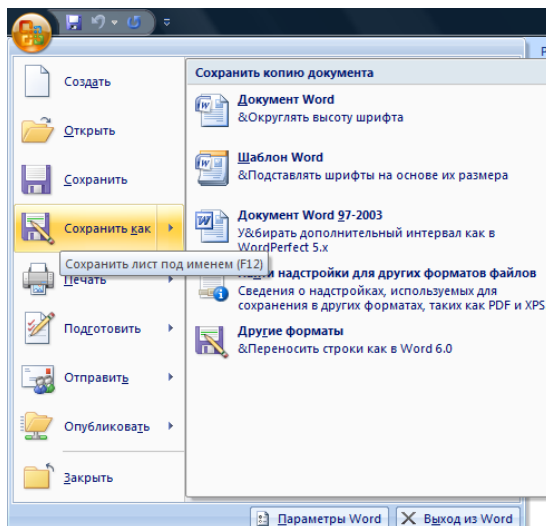 Создать
Открыть
Сохранить
Сохранить как
Сохранить лист под именем (F12)
Печать
Подготовить
Отправить
Опубликовать
Закрыть
Сохранить копию документа
Документ Word
&Округлять высоту шрифта
Шаблон Word
&Подставлять шрифты на основе их размера
Документ Word 97-2003
У&бирать дополнительный интервал как в
WordPerfect 5.x
надстройки для других форматов файлов
Сведения о надстройках, используемых для
сохранения в других форматах, таких как PDF и XPS
Другие форматы
&Переносить строки как в Word 6.0
Параметры Word
Выход из Word